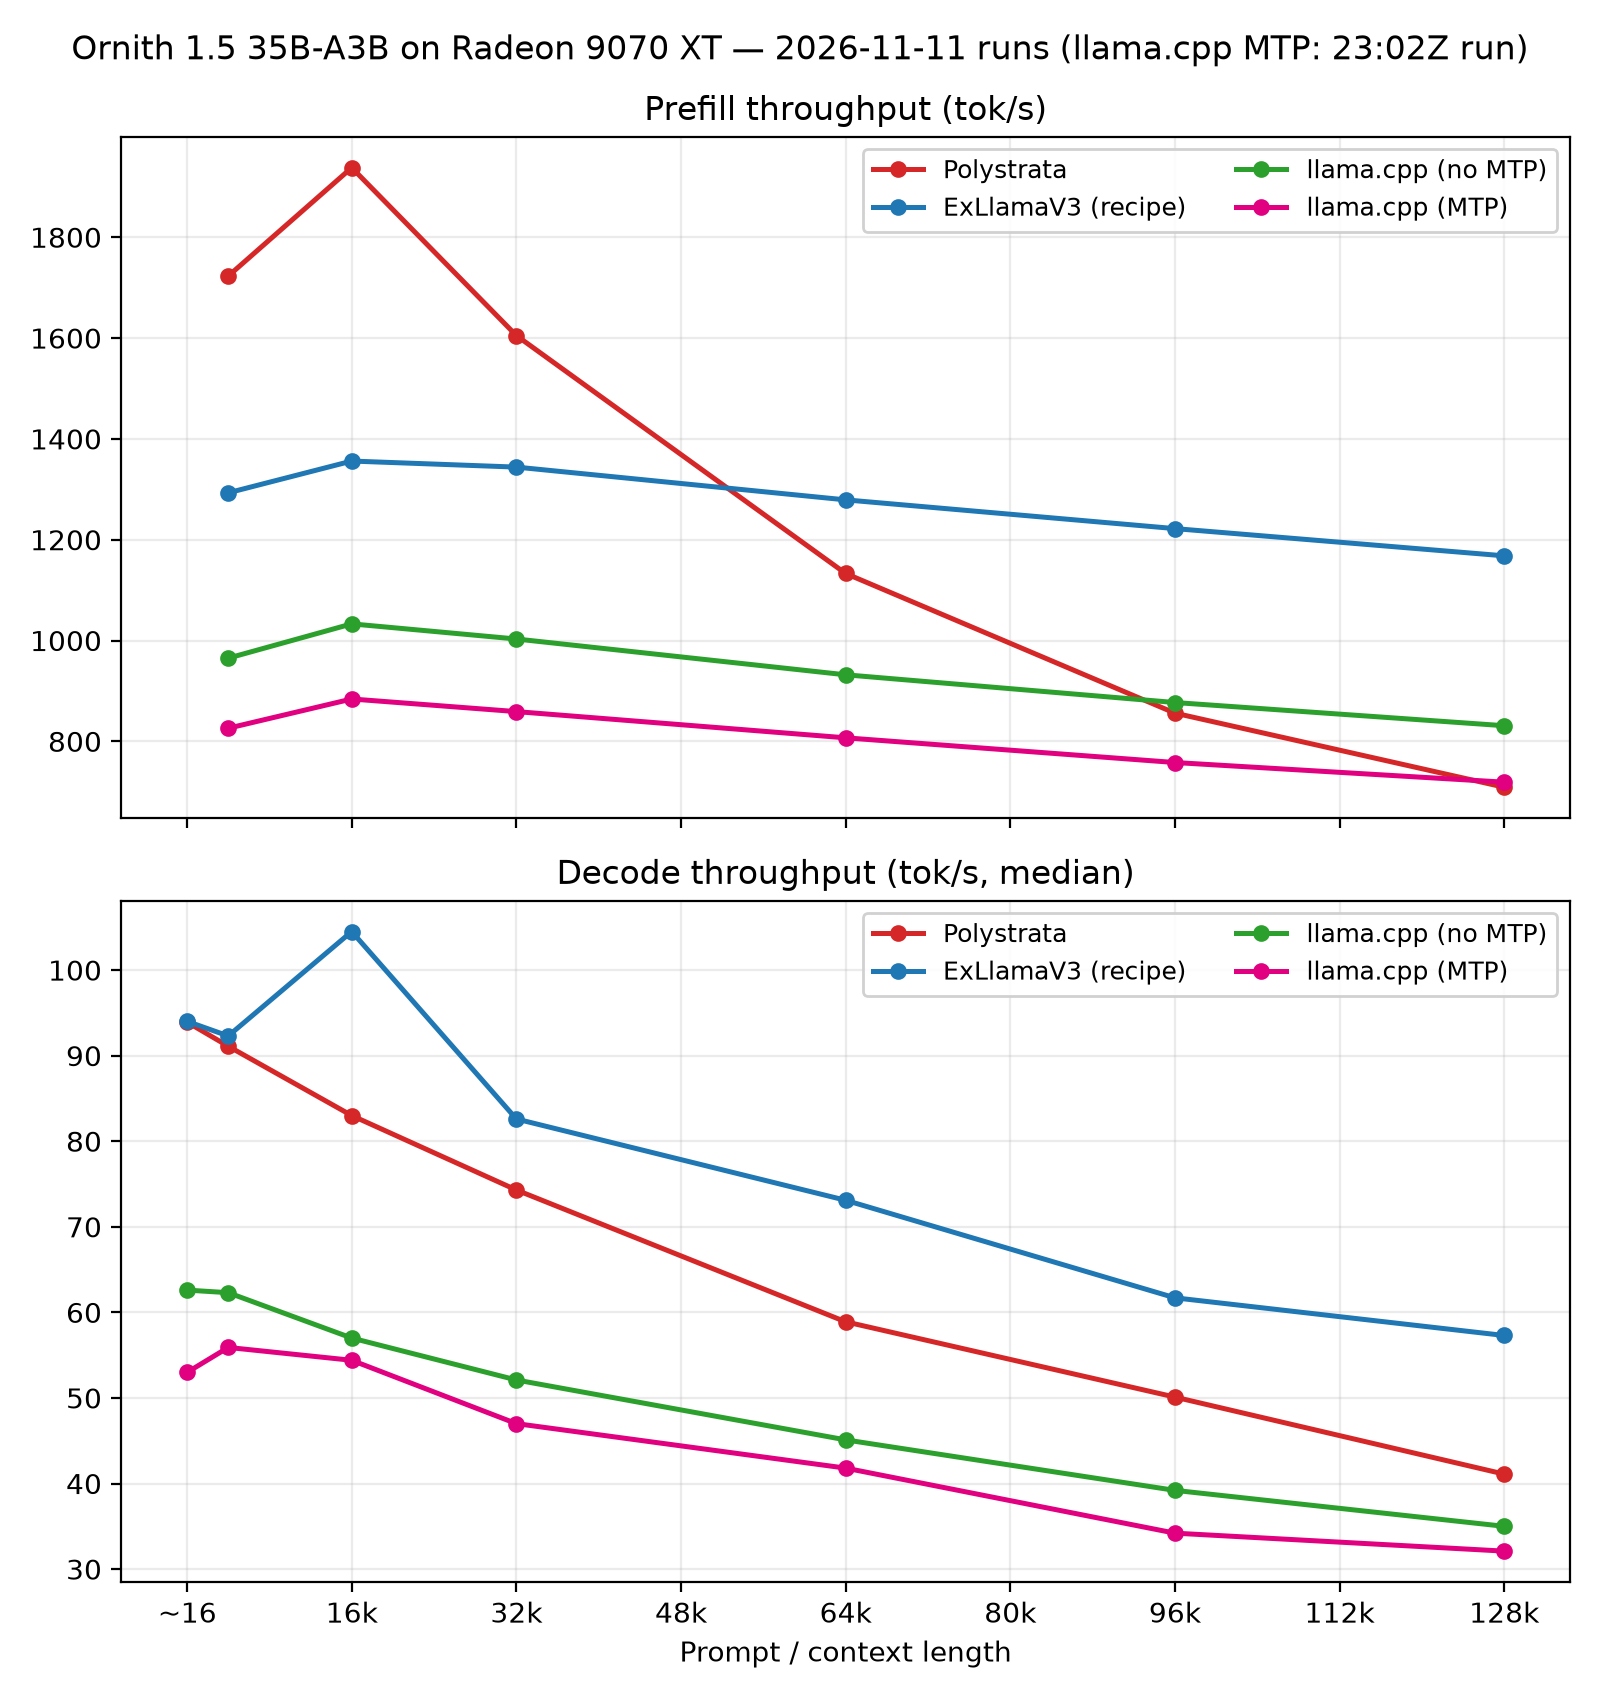 Ornith 1.5 35B-A3B on Radeon 9070 XT — 2026-11-11 runs (llama.cpp MTP: 23:02Z run)
Prefill throughput (tok/s)
Polystrata
ExLlamaV3 (recipe)
llama.cpp (no MTP)
llama.cpp (MTP)
1800
1600
1400
1200
1000
800
Decode throughput (tok/s, median)
Polystrata
ExLlamaV3 (recipe)
llama.cpp (no MTP)
llama.cpp (MTP)
100
90
80
70
60
50
40
30
~16 16k 32k 48k 64k 80k 96k 112k 128k
Prompt / context length